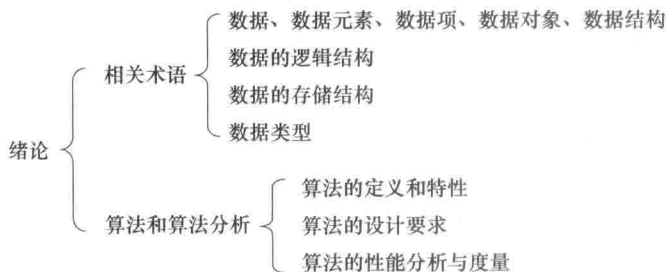 数据、数据元素、数据项、数据对象、数据结构
数据的逻辑结构
相关术语
数据的存储结构
数据类型
绪论
算法的定义和特性
算法和算法分析
算法的设计要求
算法的性能分析与度量